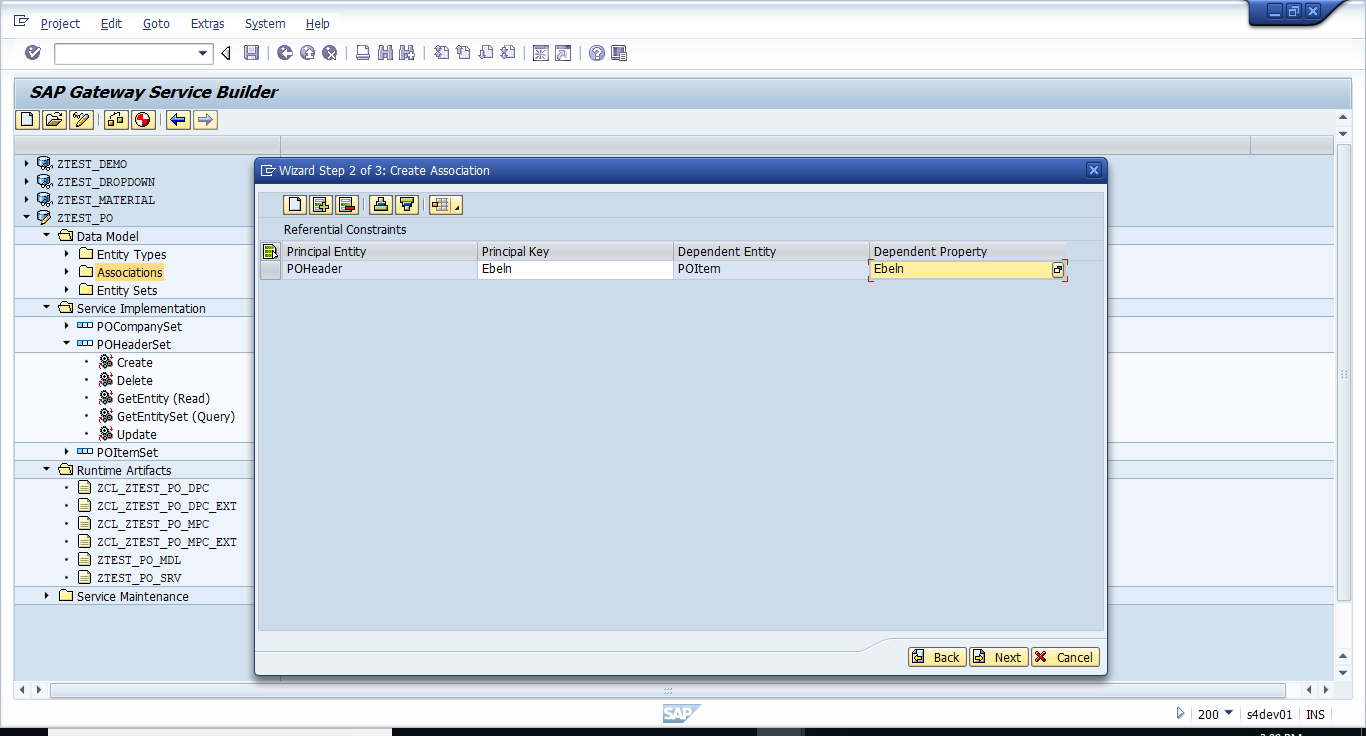 Project Edit Goto Extras System Help
SAP Gateway Service Builder
ZTEST_DEMO
ZTEST_DROPDOWN
ZTEST_MATERIAL
ZTEST_PO
Data Model
Entity Types
Associations
Entity Sets
Service Implementation
POCompanySet
POHeaderSet
Create
Delete
GetEntity (Read)
GetEntitySet (Query)
Update
POItemSet
Runtime Artifacts
ZCL_ZTEST_PO_DPC
ZCL_ZTEST_PO_DPC_EXT
ZCL_ZTEST_PO_MPC
ZCL_ZTEST_PO_MPC_EXT
ZTEST_PO_MDL
ZTEST_PO_SRV
Service Maintenance
Wizard Step 2 of 3: Create Association
Referential Constraints
Principal Entity Principal Key Dependent Entity Dependent Property
POHeader Ebeln POItem Ebeln
Back Next Cancel
SAP
200 s4dev01 INS